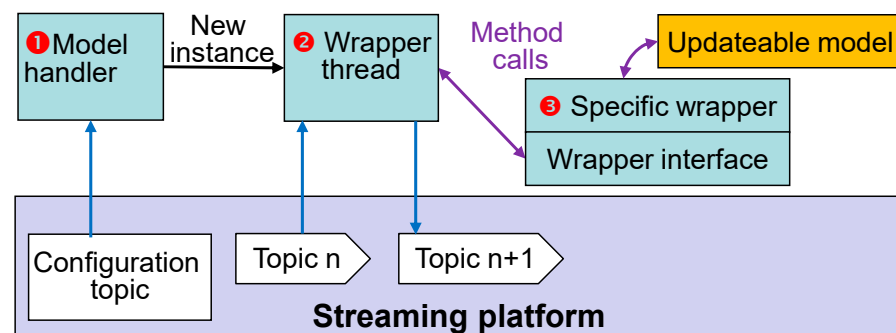 ❶Model
handler
New
instance
❷ Wrapper
thread
Method
calls
Updateable model
❸ Specific wrapper
Wrapper interface
Configuration
topic
Topic n
Topic n+1
Streaming platform